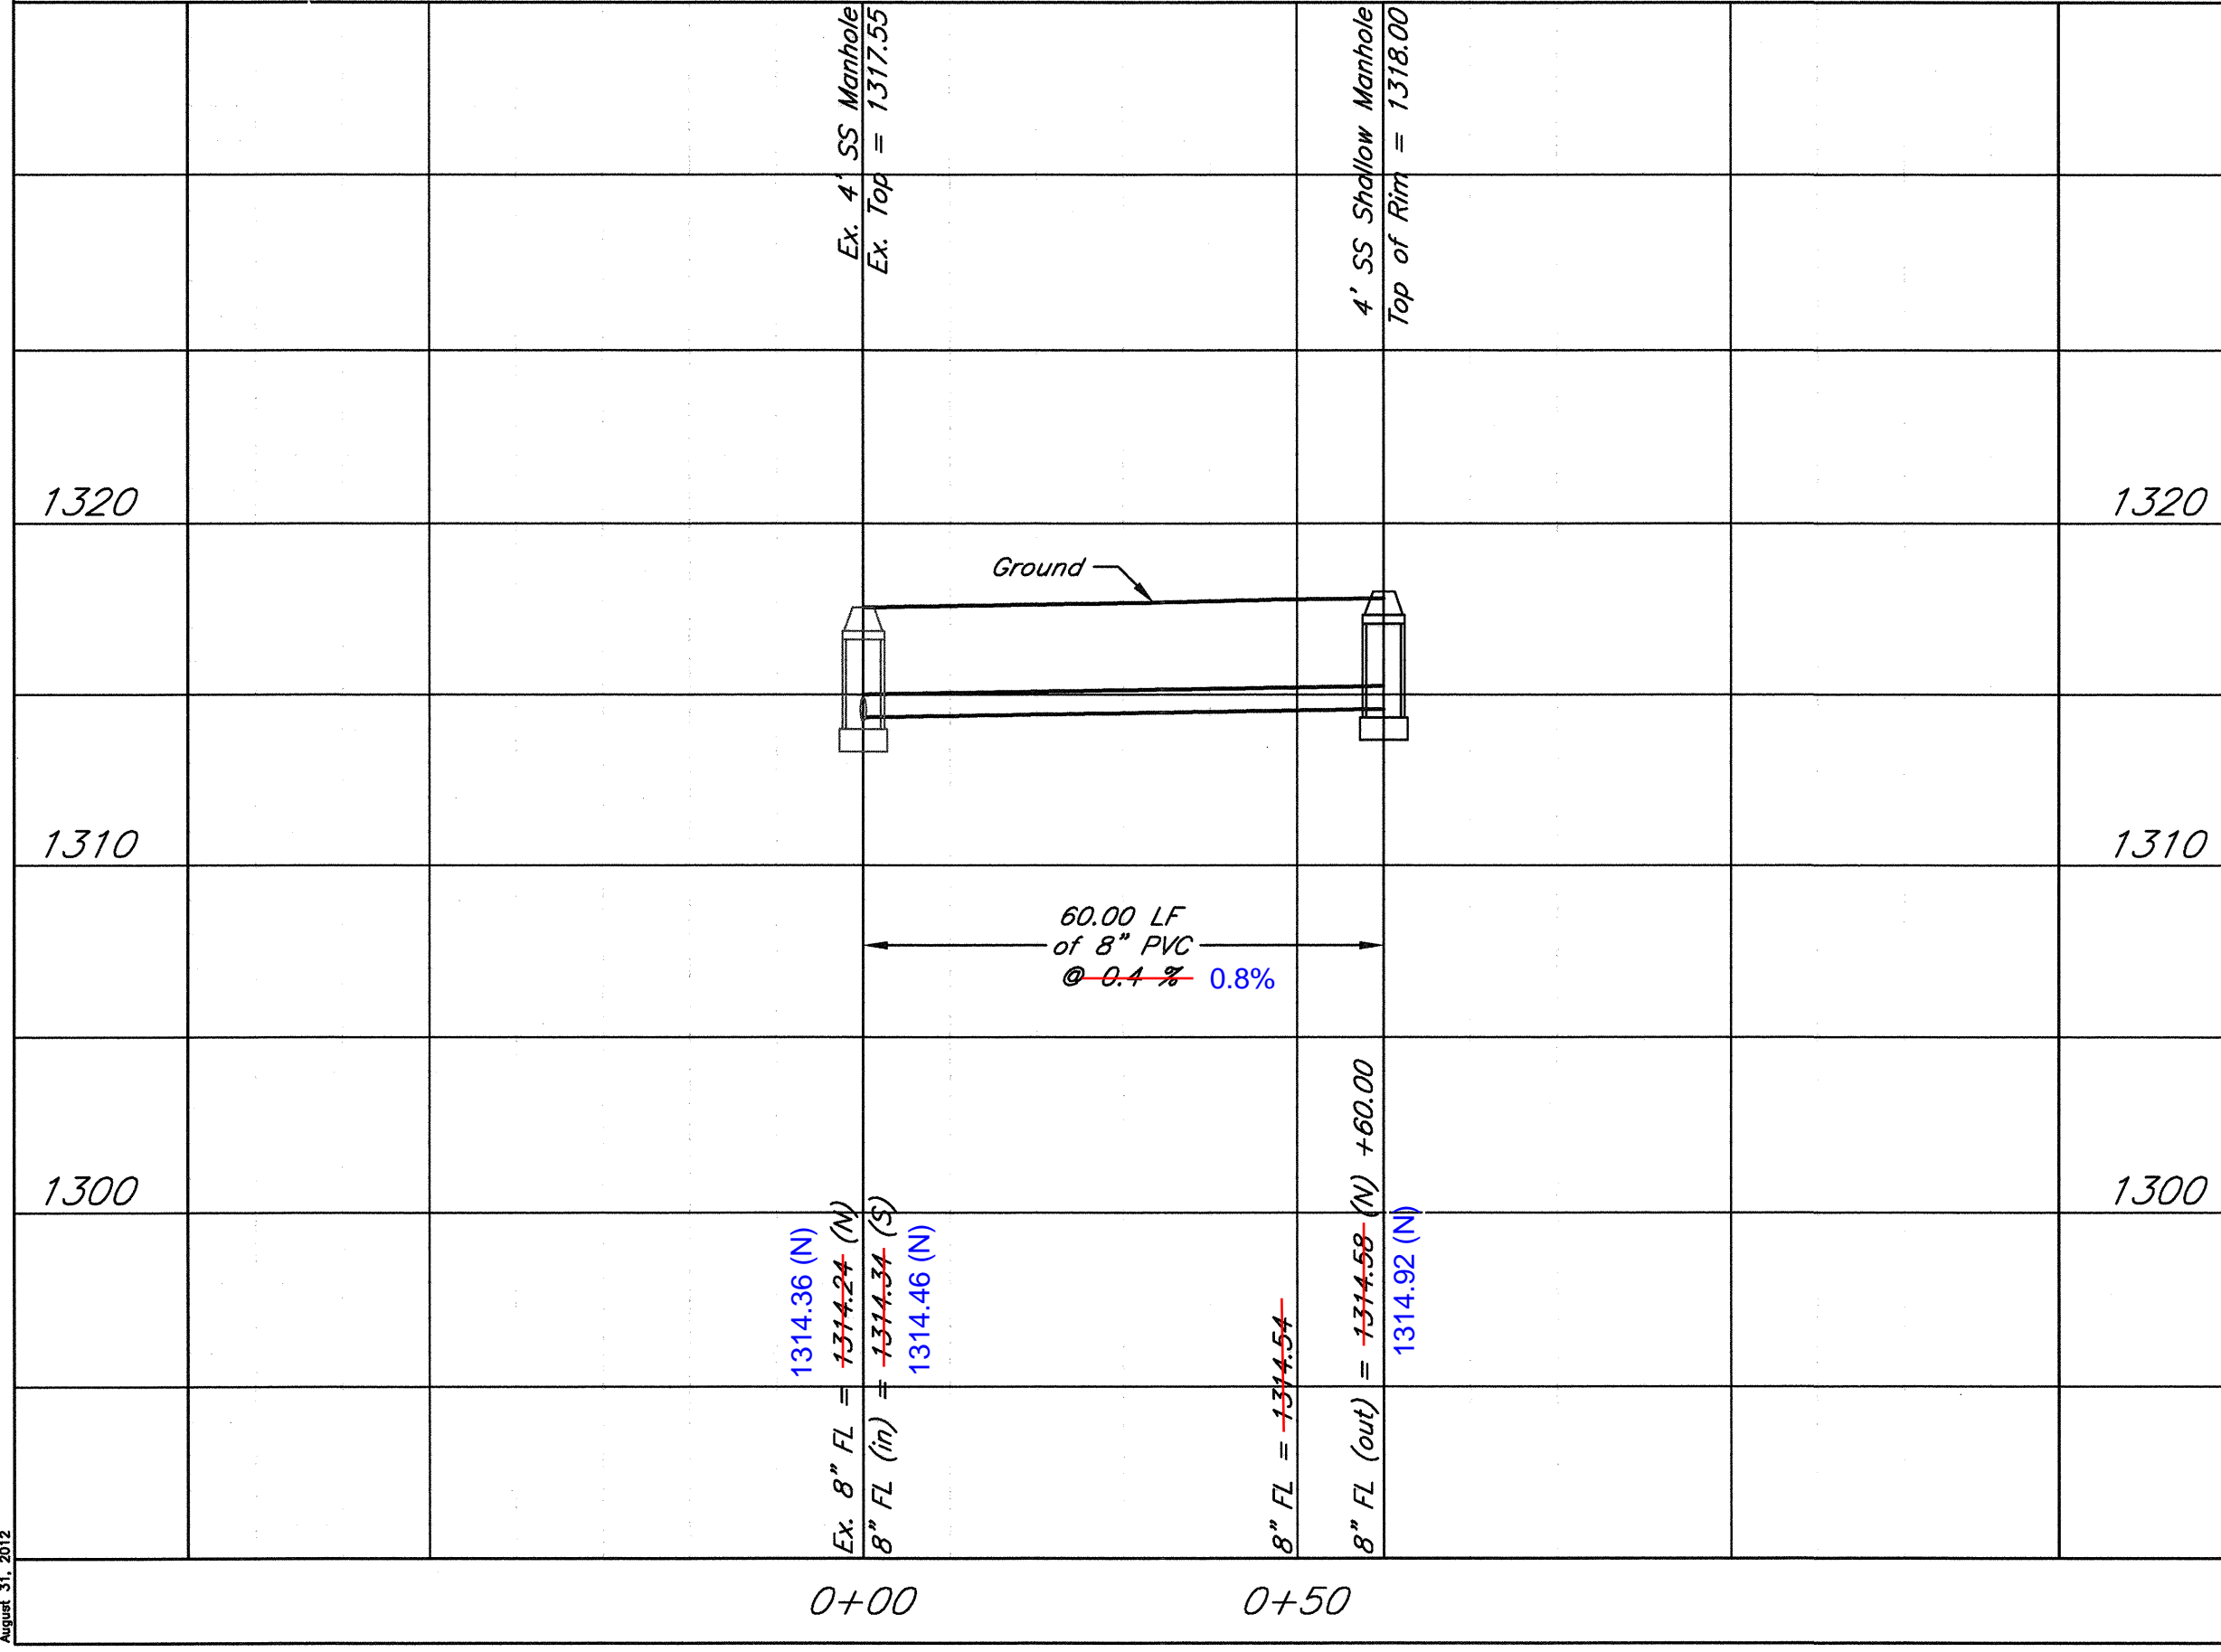 Ex. 4' SS Manhole
Ex. Top = 1317.55
4' SS Shallow Manhole
Top of Rim = 1318.00
1320
1320
Ground
1310
1310
60.00 LF
of 8" PVC
@ 0.4 % 0.8%
1300
1300
1314.36 (N)
Ex. 8" FL = 1314.24 (N)
8" FL (in) = 1314.34 (S)
1314.46 (N)
8" FL = 1314.54
8" FL (out) = 1314.58 (N) +60.00
1314.92 (N)
0+00
0+50
August 31, 2012